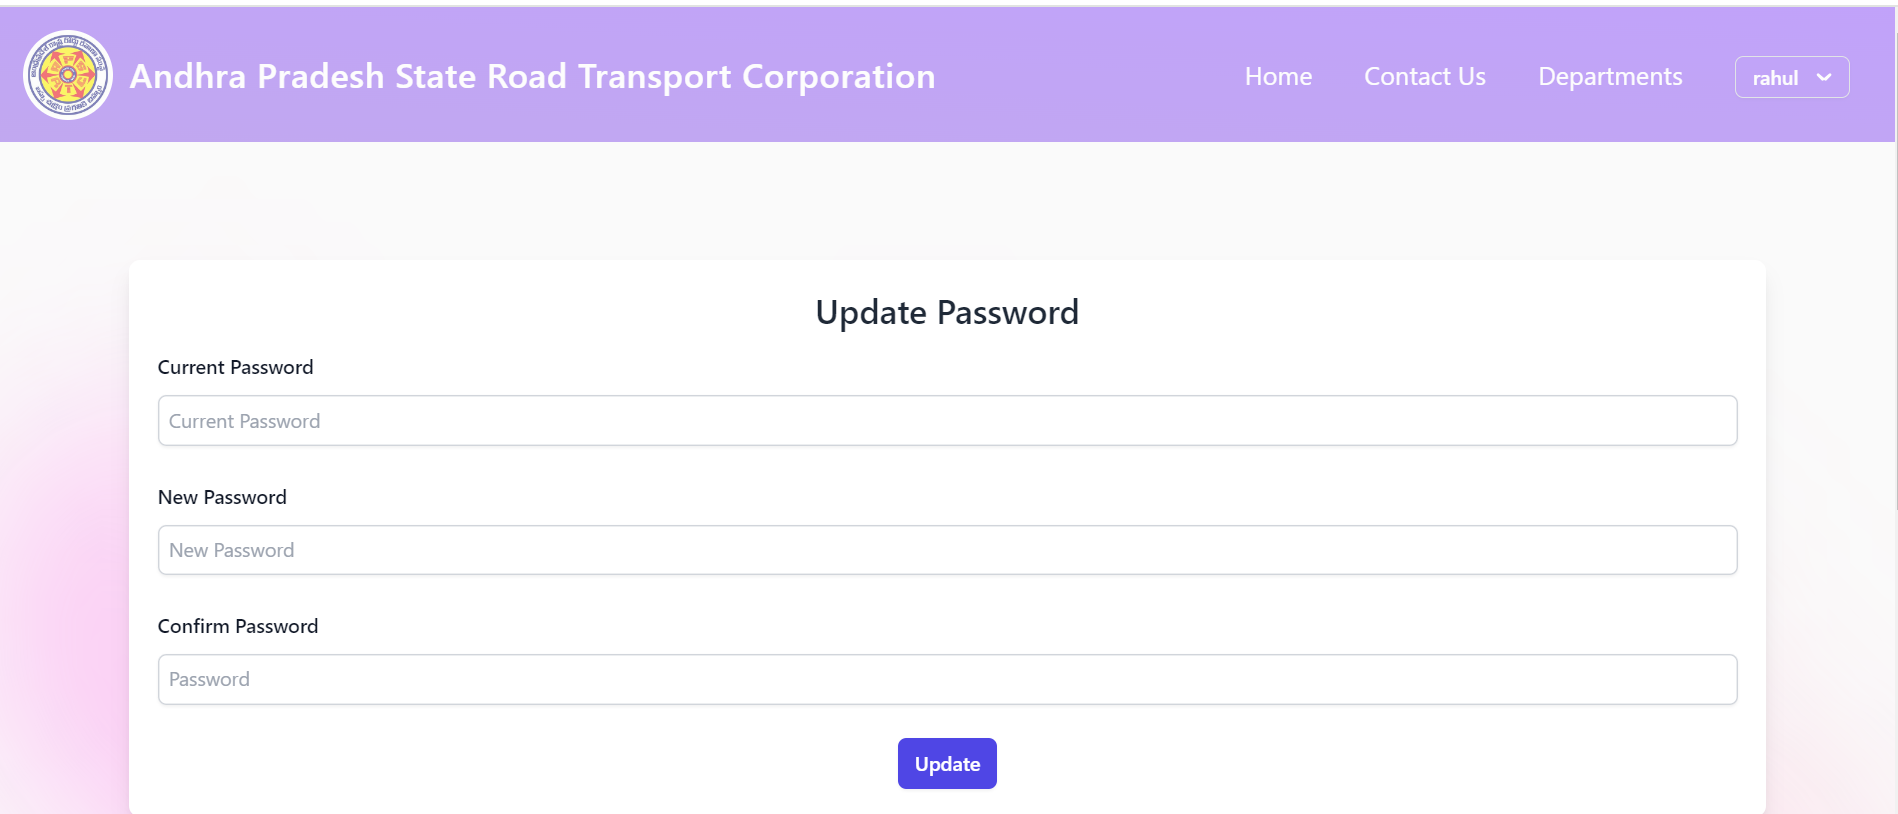 Andhra Pradesh State Road Transport Corporation
Home
Contact Us
Departments
rahul
Update Password
Current Password
Current Password
New Password
New Password
Confirm Password
Password
Update